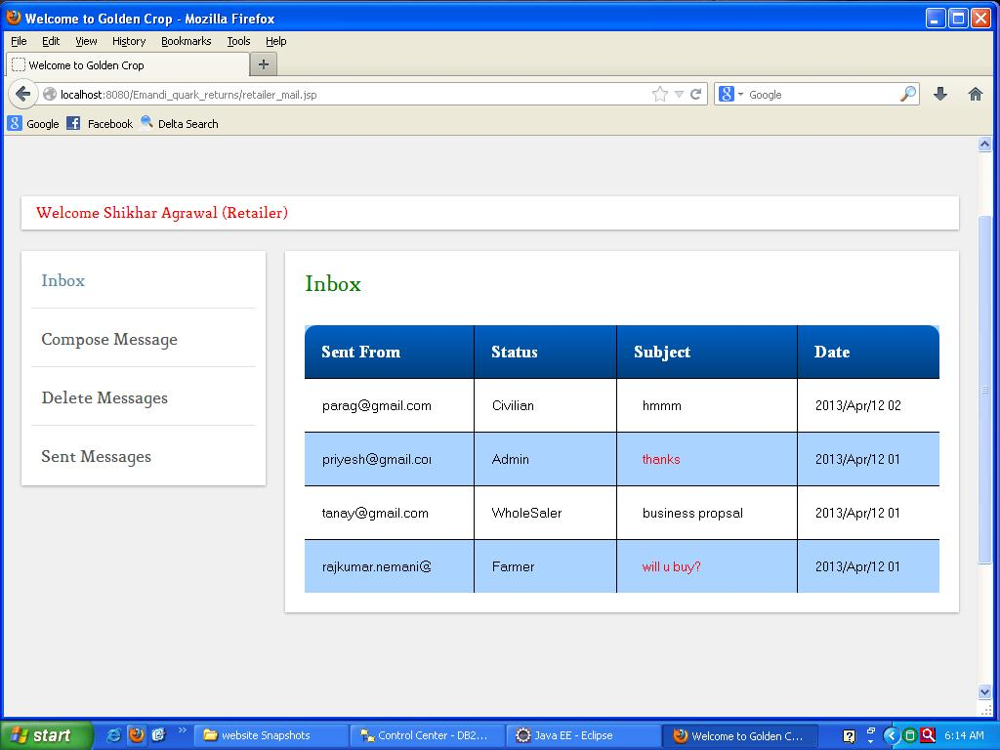 Welcome to Golden Crop - Mozilla Firefox
File Edit View History Bookmarks Tools Help
Welcome to Golden Crop
localhost:8080/Emandi_quark_returns/retailer_mail.jsp
Google
Google Facebook Delta Search
Welcome Shikhar Agrawal (Retailer)
Inbox
Compose Message
Delete Messages
Sent Messages
Inbox
Sent From Status Subject Date
parag@gmail.com Civilian hmmm 2013/Apr/12 02
priyesh@gmail.co Admin thanks 2013/Apr/12 01
tanay@gmail.com WholeSaler business propsal 2013/Apr/12 01
rajkumar.nemani@ Farmer will u buy? 2013/Apr/12 01
start website Snapshots Control Center - DB2... Java EE - Eclipse Welcome to Golden C... 6:14 AM